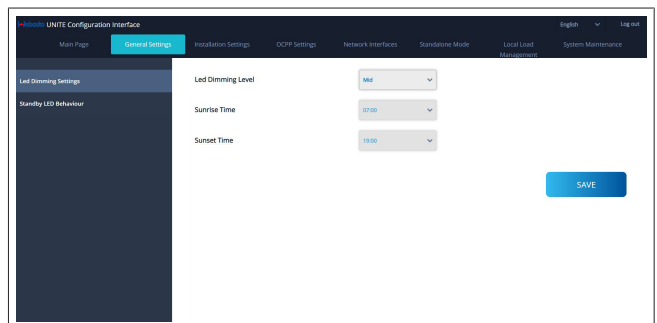 UNITE Configuration Interface
English
Log out
Main Page
General Settings
Installation Settings
OCPP Settings
Network Interfaces
Standalone Mode
Local Load
Management
System Maintenance
Led Dimming Settings
Standby LED Behaviour
Led Dimming Level
Mid
Sunrise Time
07:00
Sunset Time
19:00
SAVE